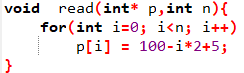 void  read(int* p,int n){
    for(int i=0; i<n; i++)
        p[i] = 100-i*2+5;
}